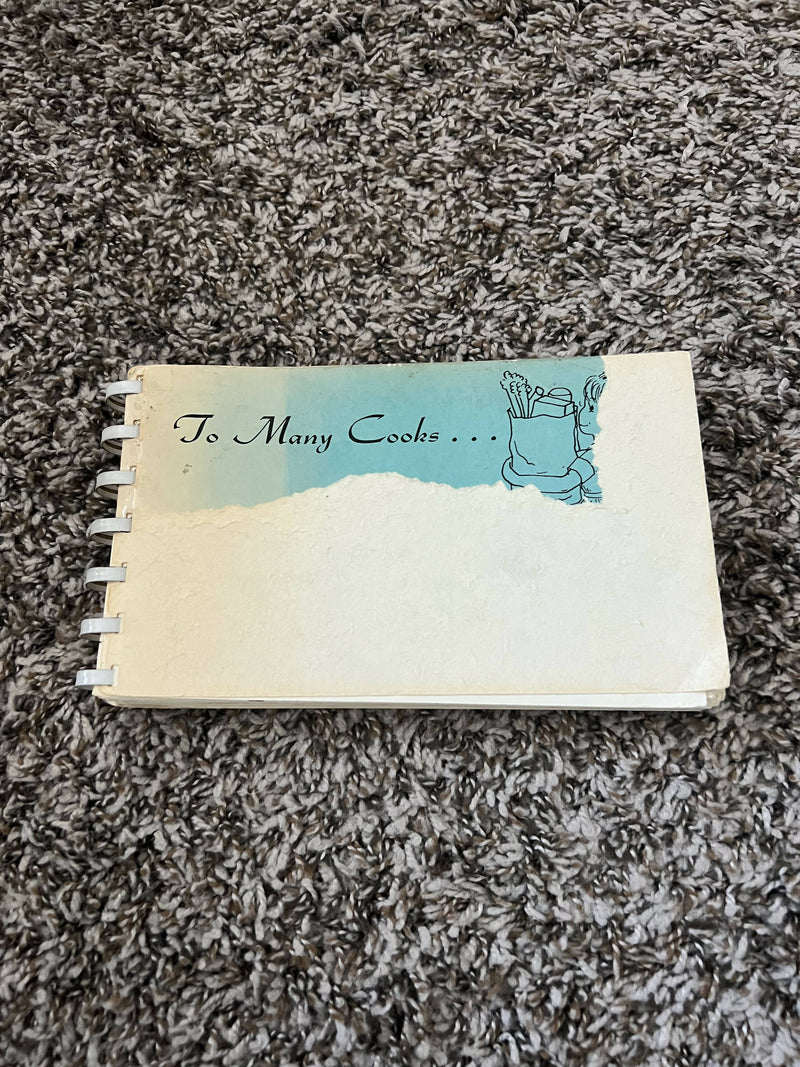 To Many Cooks . . .